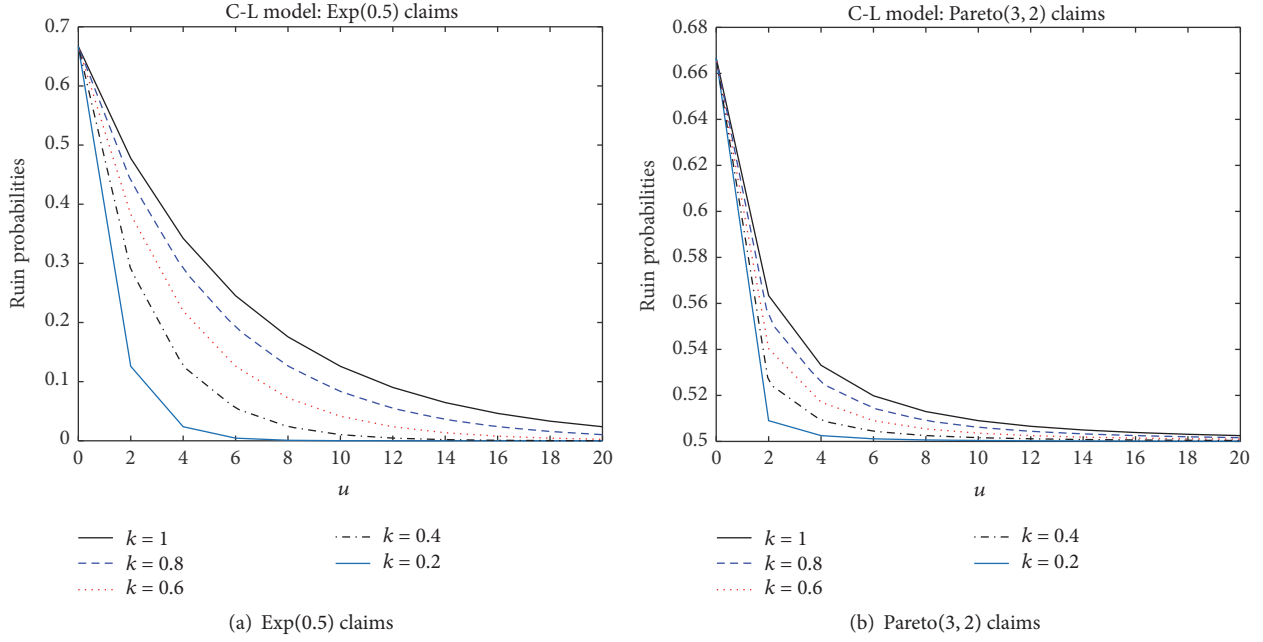 C-L model: Exp(0.5) claims
0.7
0.6
0.5
0.4
0.3
0.2
0.1
0
Ruin probabilities
0 2 4 6 8 10 12 14 16 18 20
u
k = 1
k = 0.8
k = 0.6
k = 0.4
k = 0.2
(a) Exp(0.5) claims
C-L model: Pareto(3, 2) claims
0.68
0.66
0.64
0.62
0.6
0.58
0.56
0.54
0.52
0.5
Ruin probabilities
0 2 4 6 8 10 12 14 16 18 20
u
k = 1
k = 0.8
k = 0.6
k = 0.4
k = 0.2
(b) Pareto(3, 2) claims